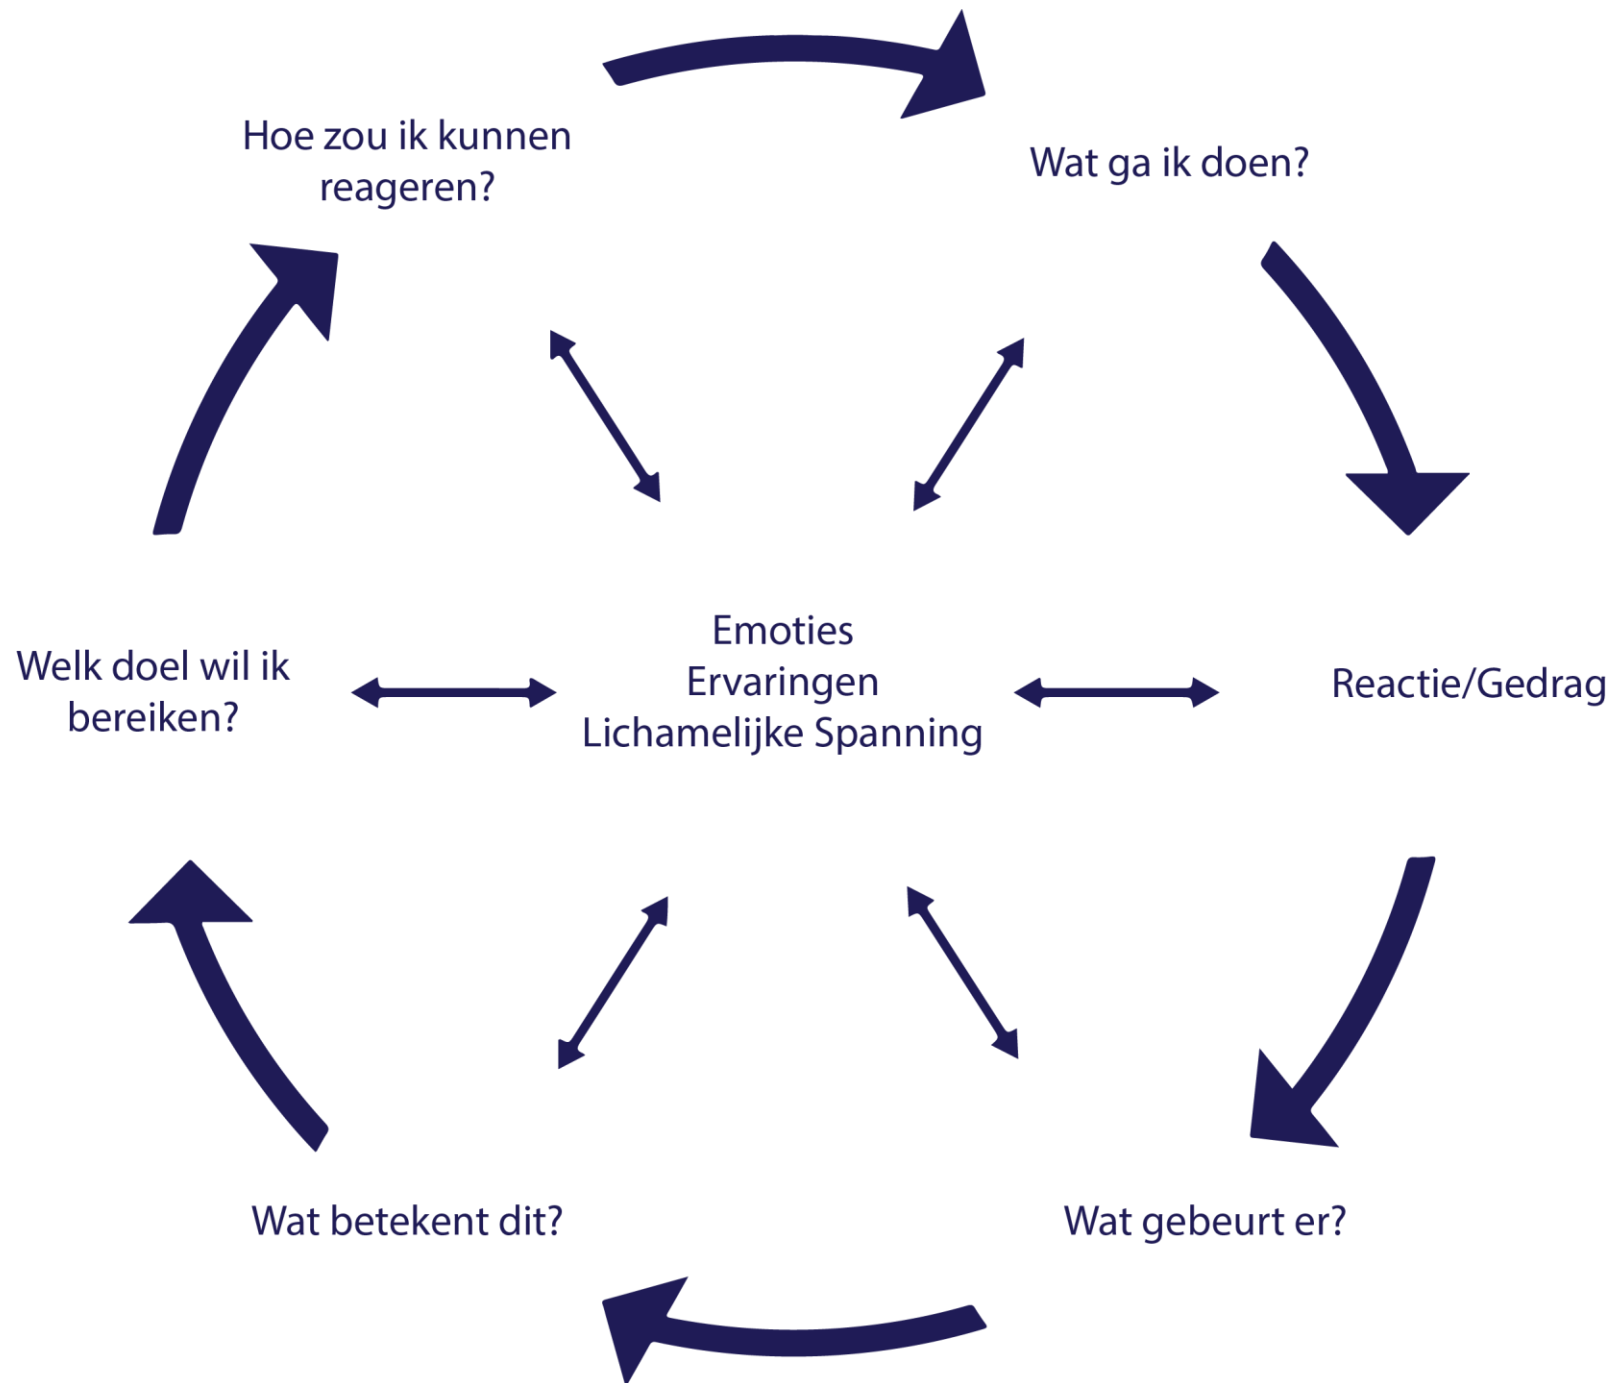 Hoe zou ik kunnen
reageren?
Wat ga ik doen?
Welk doel wil ik
bereiken?
Emoties
Ervaringen
Lichamelijke Spanning
Reactie/Gedrag
Wat betekent dit?
Wat gebeurt er?